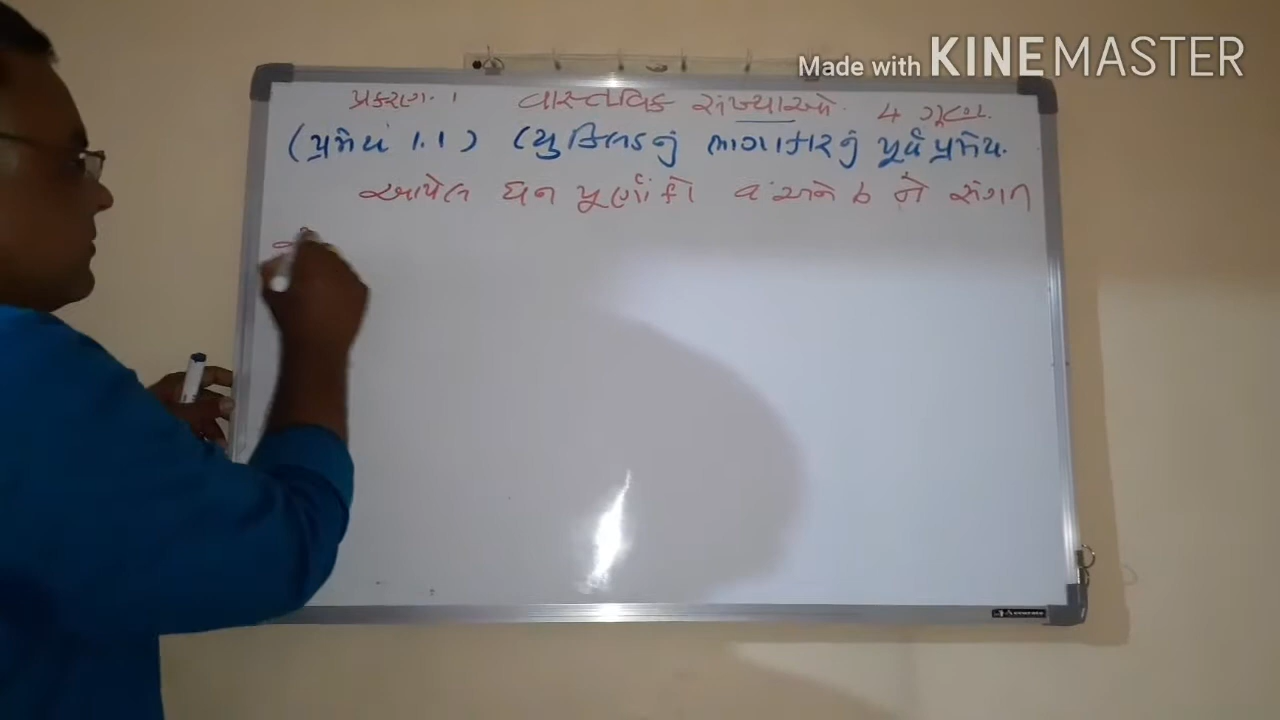 Made with KINEMASTER
પ્રકરણ. 1 વાસ્તવિક સંખ્યાઓ. 4 ગુણ.
(પ્રમેય 1.1) (યુક્લિડનું ભાગાકારનું પૂર્વ પ્રમેય.
આપેલ ધન પૂર્ણાંકો a અને b ને સંગત